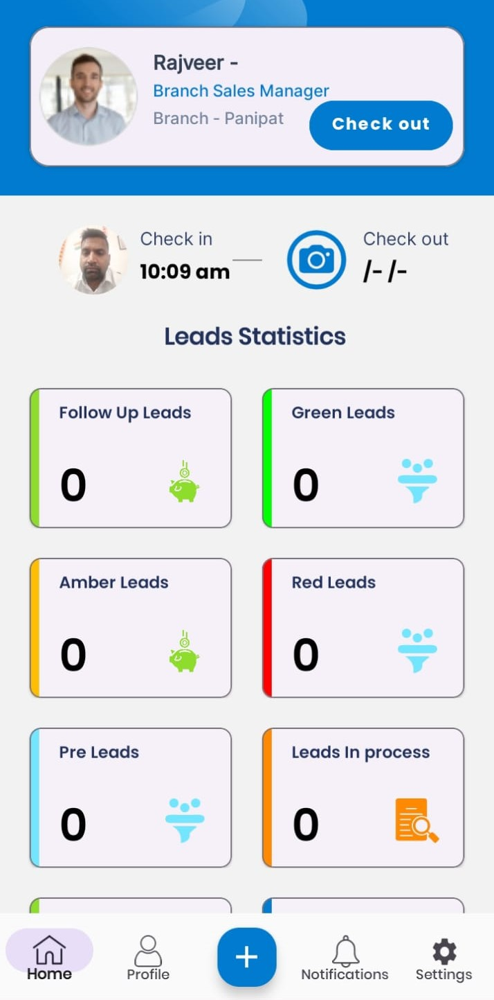 Rajveer -
Branch Sales Manager
Branch - Panipat
Check out
Check in
10:09 am
Check out
/- /-
Leads Statistics
Follow Up Leads
0
Green Leads
0
Amber Leads
0
Red Leads
0
Pre Leads
0
Leads In process
0
Home
Profile
+
Notifications
Settings